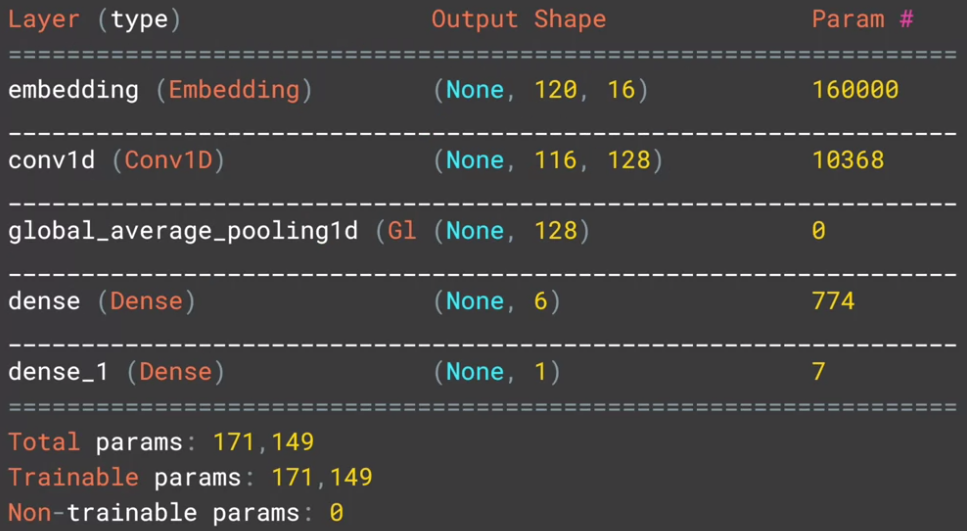 Layer (type) Output Shape Param #
=================================================================
embedding (Embedding) (None, 120, 16) 160000
_________________________________________________________________
conv1d (Conv1D) (None, 116, 128) 10368
_________________________________________________________________
global_average_pooling1d (Gl (None, 128) 0
_________________________________________________________________
dense (Dense) (None, 6) 774
_________________________________________________________________
dense_1 (Dense) (None, 1) 7
=================================================================
Total params: 171,149
Trainable params: 171,149
Non-trainable params: 0